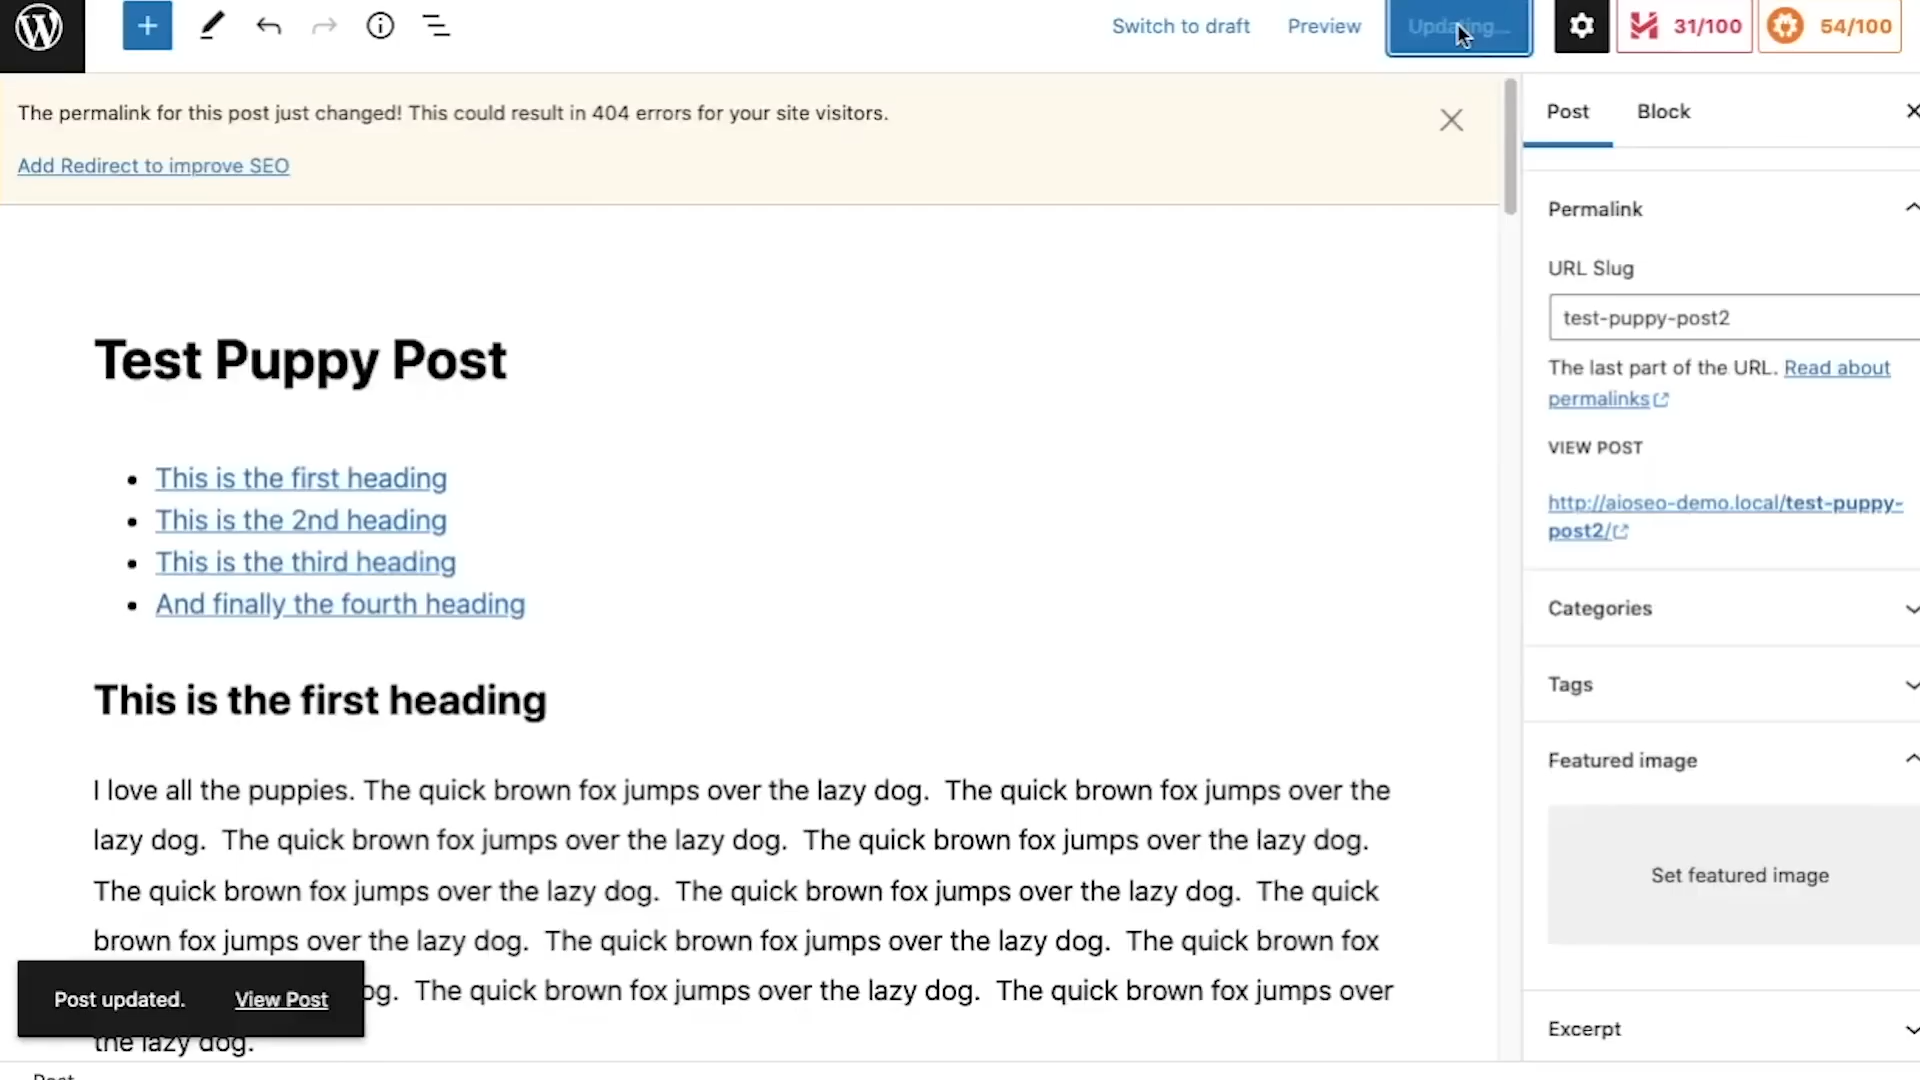 Switch to draft
Preview
Updating...
31/100
54/100
The permalink for this post just changed! This could result in 404 errors for your site visitors.
Add Redirect to improve SEO
Post
Block
Permalink
URL Slug
test-puppy-post2
The last part of the URL. Read about
permalinks
VIEW POST
http://aioseo-demo.local/test-puppy-
post2/
Categories
Tags
Featured image
Set featured image
Excerpt
Test Puppy Post
This is the first heading
This is the 2nd heading
This is the third heading
And finally the fourth heading
This is the first heading
I love all the puppies. The quick brown fox jumps over the lazy dog. The quick brown fox jumps over the
lazy dog. The quick brown fox jumps over the lazy dog. The quick brown fox jumps over the lazy dog.
The quick brown fox jumps over the lazy dog. The quick brown fox jumps over the lazy dog. The quick
brown fox jumps over the lazy dog. The quick brown fox jumps over the lazy dog. The quick brown fox
og. The quick brown fox jumps over the lazy dog. The quick brown fox jumps over
the lazy dog.
Post updated. View Post
Post